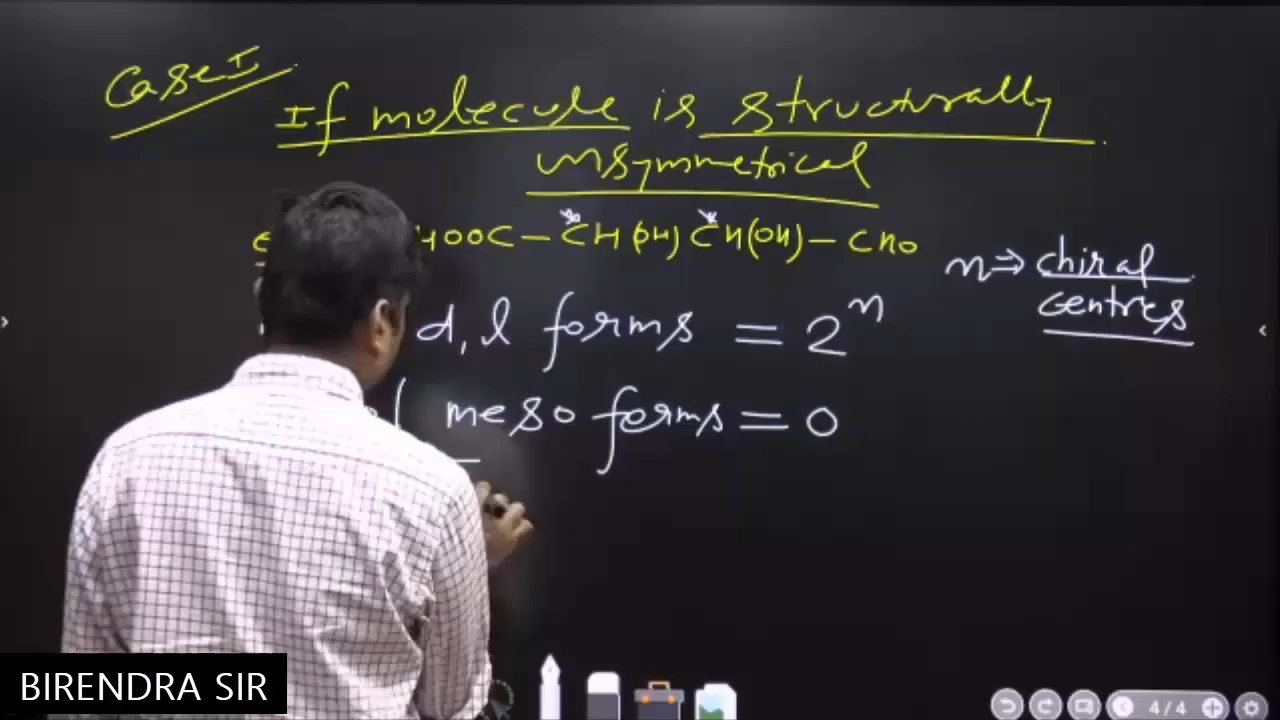 Case I
If molecule is structurally
unsymmetrical
HOOC - CH(OH) CH(OH) - CHO
n ⇒ chiral
centres
d, l forms = 2^n
meso forms = 0
BIRENDRA SIR
4/4